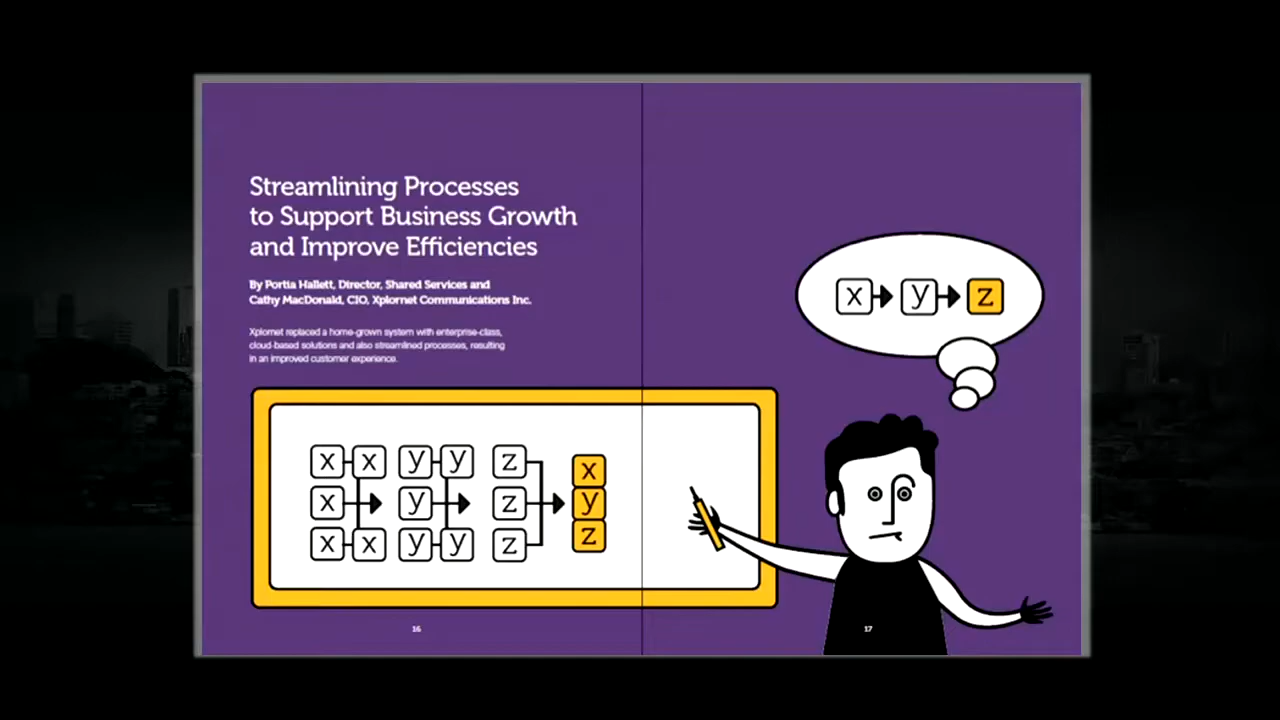 Streamlining Processes
to Support Business Growth
and Improve Efficiencies
By Portia Hallett, Director, Shared Services and
Cathy MacDonald, CIO, Xplornet Communications Inc.
Xplornet replaced a home-grown system with enterprise-class,
cloud-based solutions and also streamlined processes, resulting
in an improved customer experience.
x y z
x x y y z x
x y z y
x x y y z z
16
17